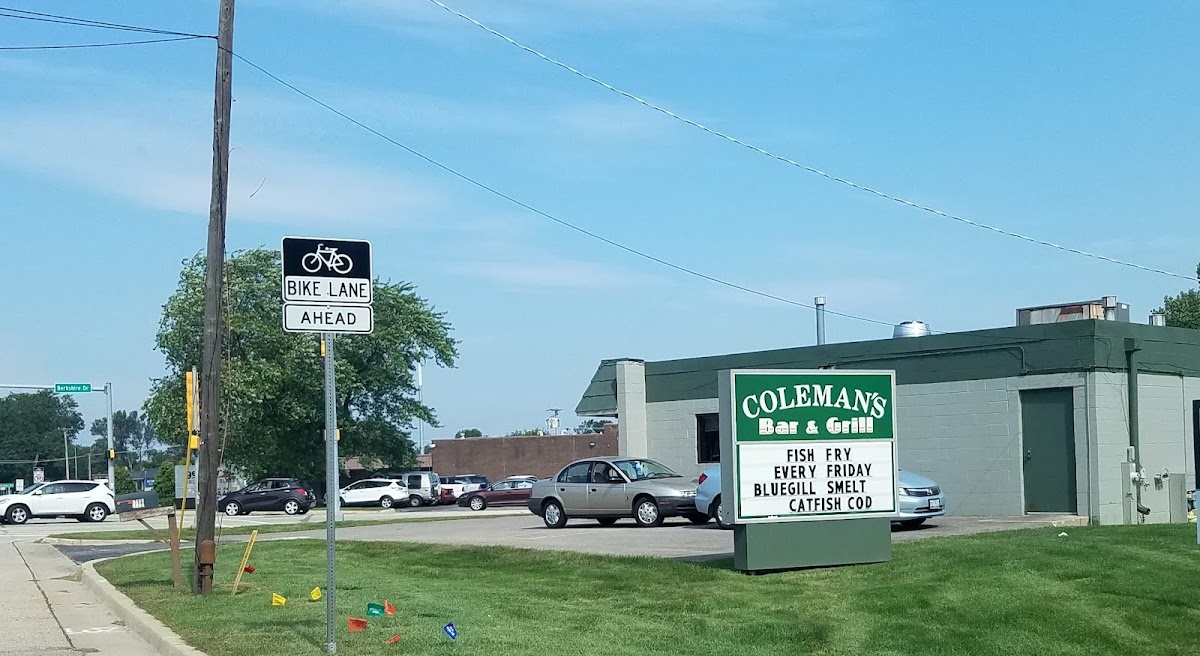 BIKE LANE
AHEAD
Berkshire Dr
COLEMAN'S
Bar & Grill
FISH FRY
EVERY FRIDAY
BLUEGILL SMELT
CATFISH COD